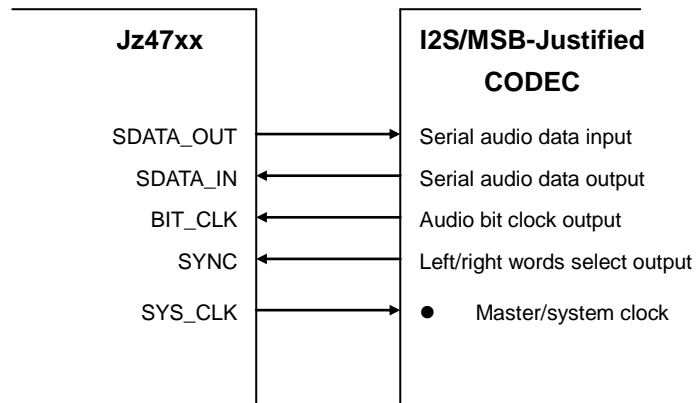 Jz47xx I2S/MSB-Justified
CODEC
SDATA_OUT Serial audio data input
SDATA_IN Serial audio data output
BIT_CLK Audio bit clock output
SYNC Left/right words select output
SYS_CLK ● Master/system clock